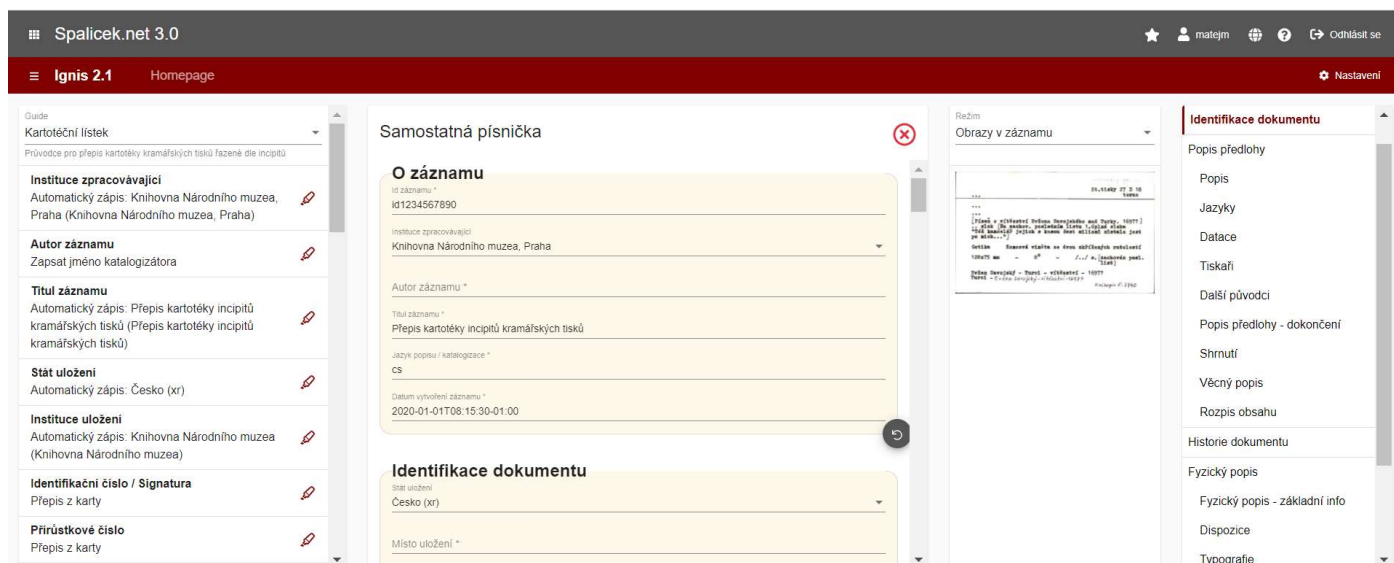 Spalicek.net 3.0
matejm
Odhlásit se
Ignis 2.1
Homepage
Nastavení
Guide
Kartotéční lístek
Průvodce pro přepis kartotéky kramářských tisků řazené dle incipitů
Instituce zpracovávající
Automatický zápis: Knihovna Národního muzea,
Praha (Knihovna Národního muzea, Praha)
Autor záznamu
Zapsat jméno katalogizátora
Titul záznamu
Automatický zápis: Přepis kartotéky incipitů
kramářských tisků (Přepis kartotéky incipitů
kramářských tisků)
Stát uložení
Automatický zápis: Česko (xr)
Instituce uložení
Automatický zápis: Knihovna Národního muzea
(Knihovna Národního muzea)
Identifikační číslo / Signatura
Přepis z karty
Přírůstkové číslo
Přepis z karty
Samostatná písnička
O záznamu
Id záznamu *
id1234567890
Instituce zpracovávající
Knihovna Národního muzea, Praha
Autor záznamu *
Titul záznamu *
Přepis kartotéky incipitů kramářských tisků
Jazyk popisu / katalogizace *
cs
Datum vytvoření záznamu *
2020-01-01T08:15:30-01:00
Identifikace dokumentu
Stát uložení
Česko (xr)
Místo uložení *
Režim
Obrazy v záznamu
St.tisky 27 D 16
...
...
...
Gotika
128x75 mm - 8° - /../ s.
Identifikace dokumentu
Popis předlohy
Popis
Jazyky
Datace
Tiskaři
Další původci
Popis předlohy - dokončení
Shrnutí
Věcný popis
Rozpis obsahu
Historie dokumentu
Fyzický popis
Fyzický popis - základní info
Dispozice
Typografie